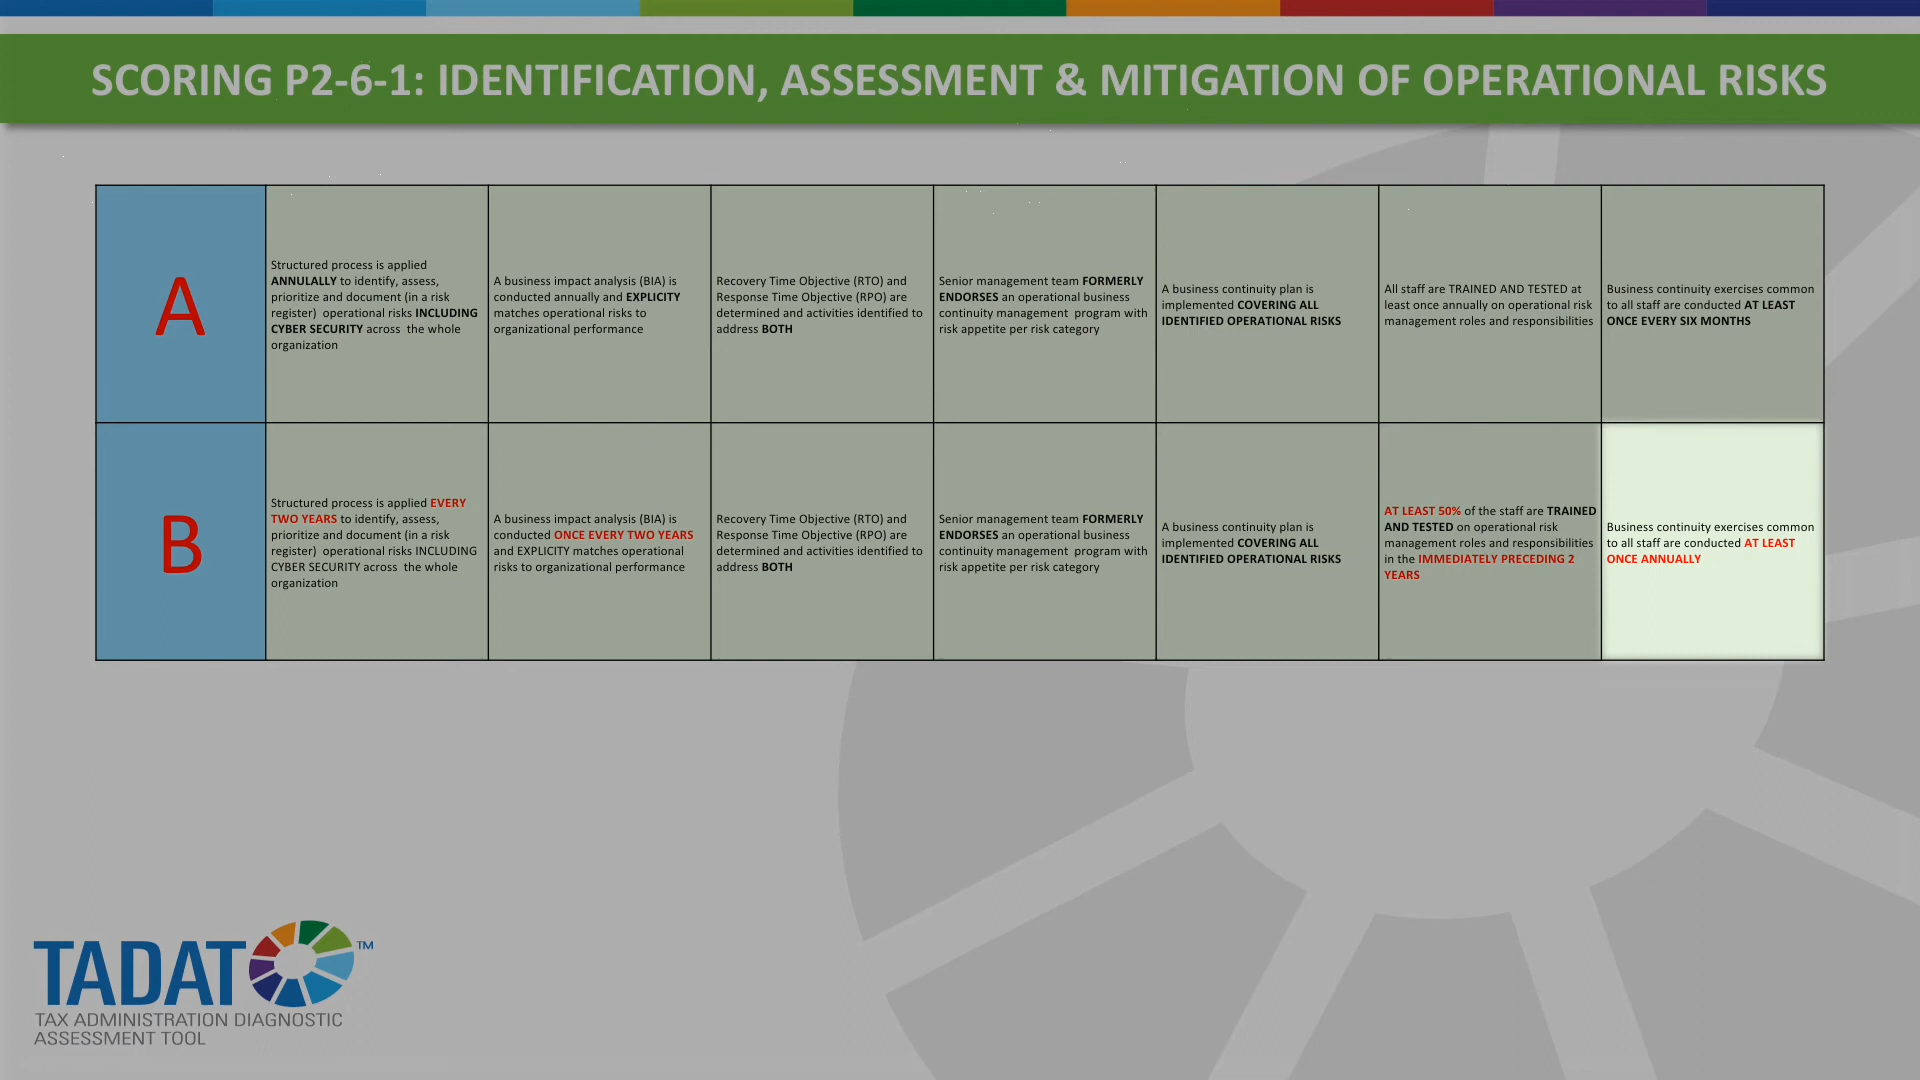 SCORING P2-6-1: IDENTIFICATION, ASSESSMENT & MITIGATION OF OPERATIONAL RISKS
A
Structured process is applied
ANNULALLY to identify, assess,
prioritize and document (in a risk
register) operational risks INCLUDING
CYBER SECURITY across the whole
organization
A business impact analysis (BIA) is
conducted annually and EXPLICITY
matches operational risks to
organizational performance
Recovery Time Objective (RTO) and
Response Time Objective (RPO) are
determined and activities identified to
address BOTH
Senior management team FORMERLY
ENDORSES an operational business
continuity management program with
risk appetite per risk category
A business continuity plan is
implemented COVERING ALL
IDENTIFIED OPERATIONAL RISKS
All staff are TRAINED AND TESTED at
least once annually on operational risk
management roles and responsibilities
Business continuity exercises common
to all staff are conducted AT LEAST
ONCE EVERY SIX MONTHS
B
Structured process is applied EVERY
TWO YEARS to identify, assess,
prioritize and document (in a risk
register) operational risks INCLUDING
CYBER SECURITY across the whole
organization
A business impact analysis (BIA) is
conducted ONCE EVERY TWO YEARS
and EXPLICITY matches operational
risks to organizational performance
Recovery Time Objective (RTO) and
Response Time Objective (RPO) are
determined and activities identified to
address BOTH
Senior management team FORMERLY
ENDORSES an operational business
continuity management program with
risk appetite per risk category
A business continuity plan is
implemented COVERING ALL
IDENTIFIED OPERATIONAL RISKS
AT LEAST 50% of the staff are TRAINED
AND TESTED on operational risk
management roles and responsibilities
in the IMMEDIATELY PRECEDING 2
YEARS
Business continuity exercises common
to all staff are conducted AT LEAST
ONCE ANNUALLY
TADAT TM
TAX ADMINISTRATION DIAGNOSTIC
ASSESSMENT TOOL